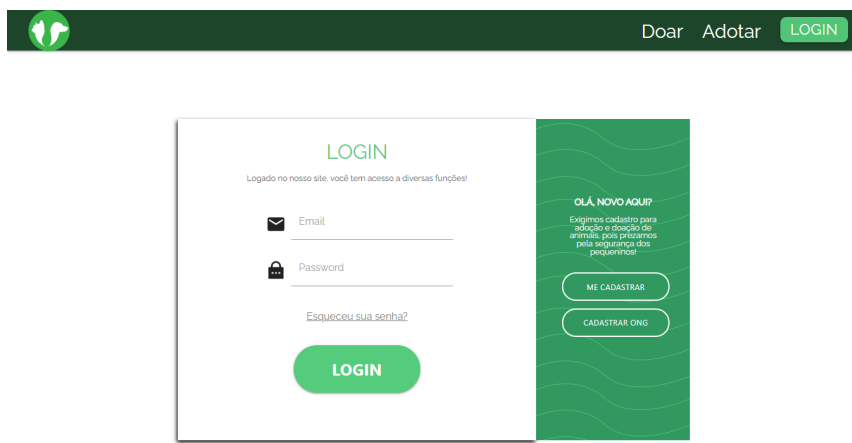 Doar Adotar LOGIN
LOGIN
Logado no nosso site, você tem acesso a diversas funções!
Email
Password
Esqueceu sua senha?
LOGIN
OLÁ, NOVO AQUI?
Exigimos cadastro para
adoção e doação de
animais, pois prezamos
pela segurança dos
pequeninos!
ME CADASTRAR
CADASTRAR ONG